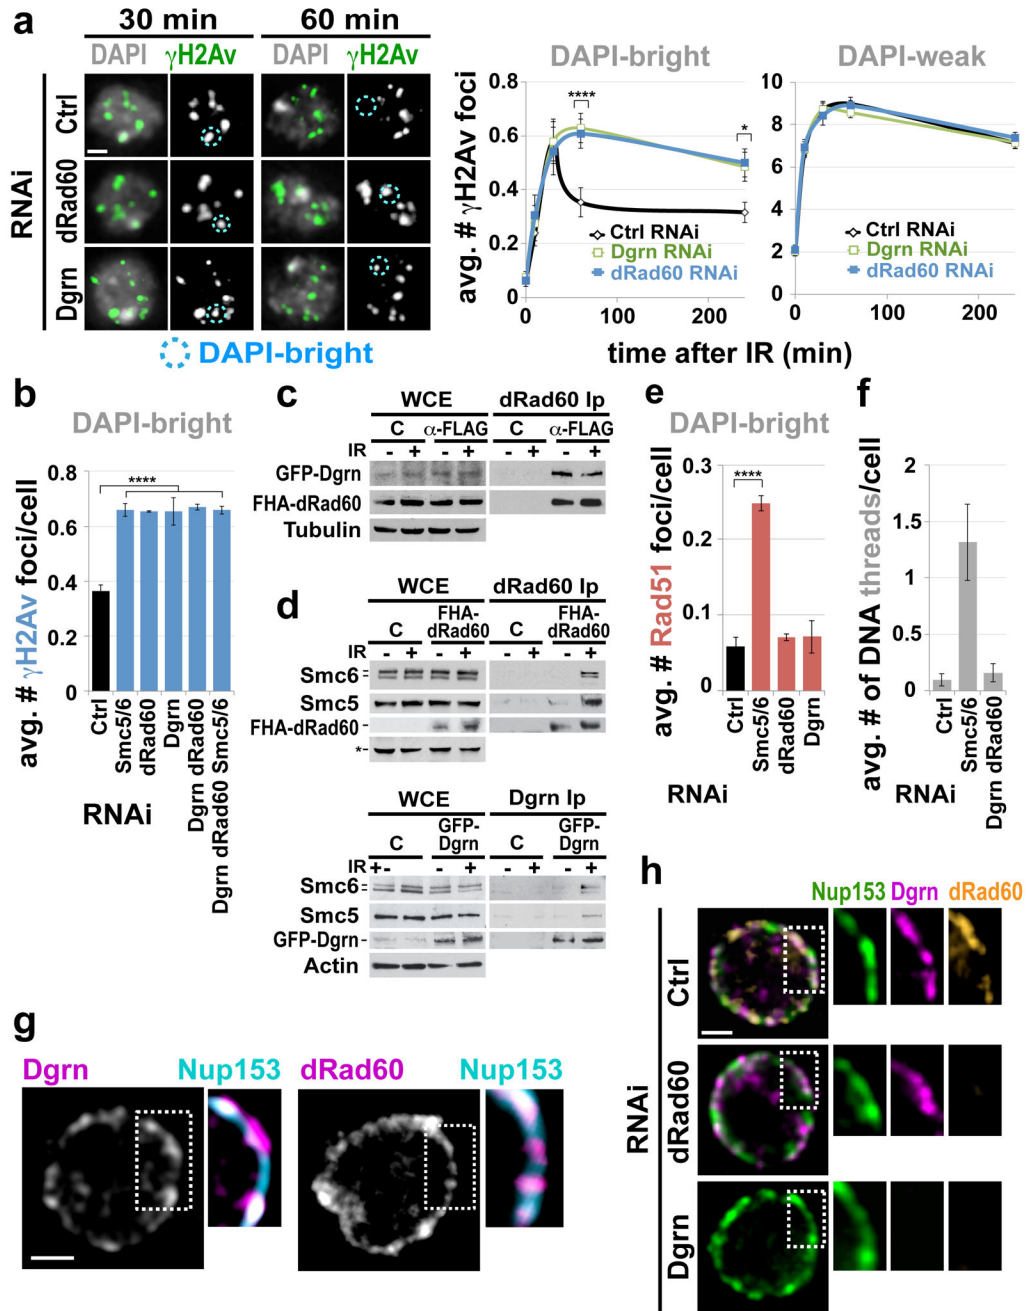 a
30 min 60 min
DAPI γH2Av DAPI γH2Av
RNAi
Ctrl
dRad60
Dgrn
DAPI-bright
DAPI-bright
DAPI-weak
avg. # γH2Av foci
0.8
0.6
0.4
0.2
0
****
*
Ctrl RNAi
Dgrn RNAi
dRad60 RNAi
0 100 200
10
8
6
4
2
0
Ctrl RNAi
Dgrn RNAi
dRad60 RNAi
0 100 200
time after IR (min)
b
DAPI-bright
avg. # γH2Av foci/cell
0.8
0.6
0.4
0.2
0
****
Ctrl
Smc5/6
dRad60
Dgrn
Dgrn dRad60
Dgrn dRad60 Smc5/6
RNAi
c
WCE dRad60 Ip
C α-FLAG C α-FLAG
IR - + - + - + - +
GFP-Dgrn
FHA-dRad60
Tubulin
d
WCE dRad60 Ip
C FHA-dRad60 C FHA-dRad60
IR - + - + - + - +
Smc6
Smc5
FHA-dRad60
*
WCE Dgrn Ip
C GFP-Dgrn C GFP-Dgrn
IR + - - + - + - +
Smc6
Smc5
GFP-Dgrn
Actin
e
DAPI-bright
avg. # Rad51 foci/cell
0.3
0.2
0.1
0
****
Ctrl
Smc5/6
dRad60
Dgrn
RNAi
f
avg. # of DNA threads/cell
2
1.5
1
0.5
0
Ctrl
Smc5/6
Dgrn dRad60
RNAi
g
Dgrn Nup153 dRad60 Nup153
h
Nup153 Dgrn dRad60
RNAi
Ctrl
dRad60
Dgrn